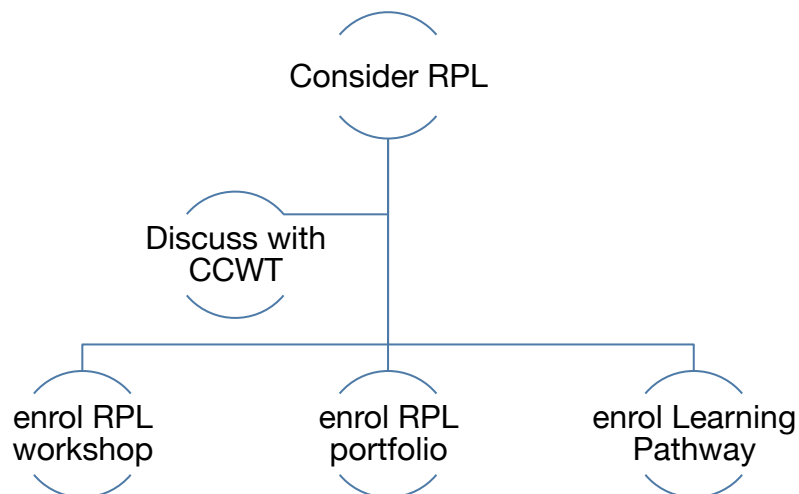 Consider RPL
Discuss with
CCWT
enrol RPL
workshop
enrol RPL
portfolio
enrol Learning
Pathway